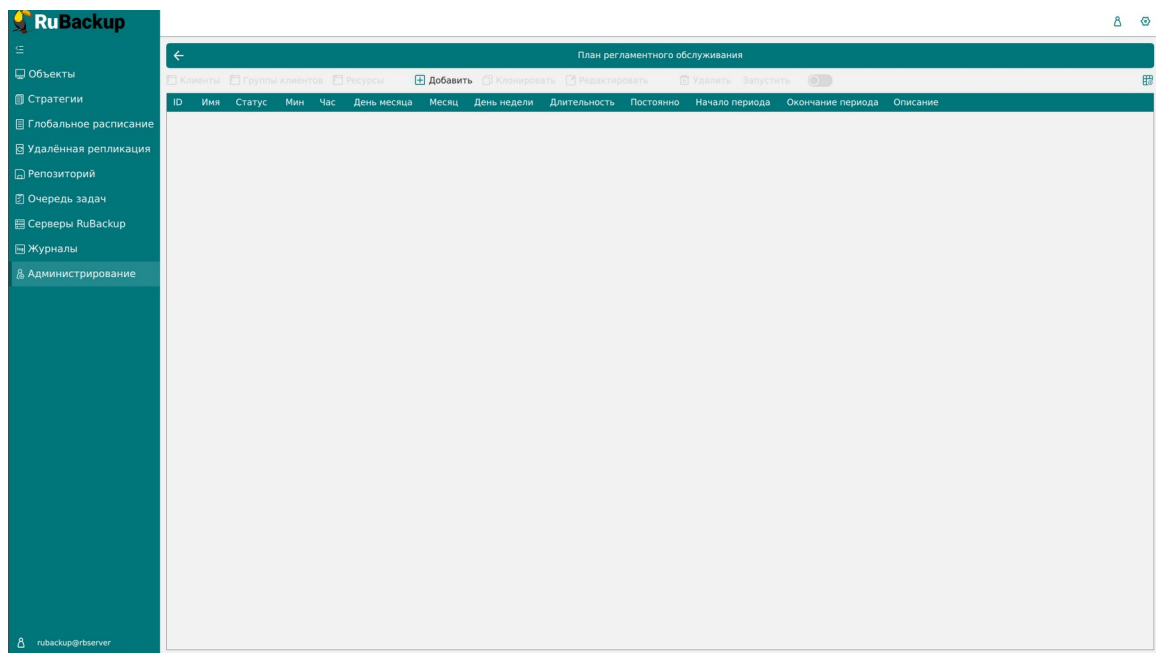 RuBackup
План регламентного обслуживания
Объекты
Клиенты Группы клиентов Ресурсы Добавить Клонировать Редактировать Удалить Запустить
Стратегии
ID Имя Статус Мин Час День месяца Месяц День недели Длительность Постоянно Начало периода Окончание периода Описание
Глобальное расписание
Удалённая репликация
Репозиторий
Очередь задач
Серверы RuBackup
Журналы
Администрирование
rubackup@rbserver